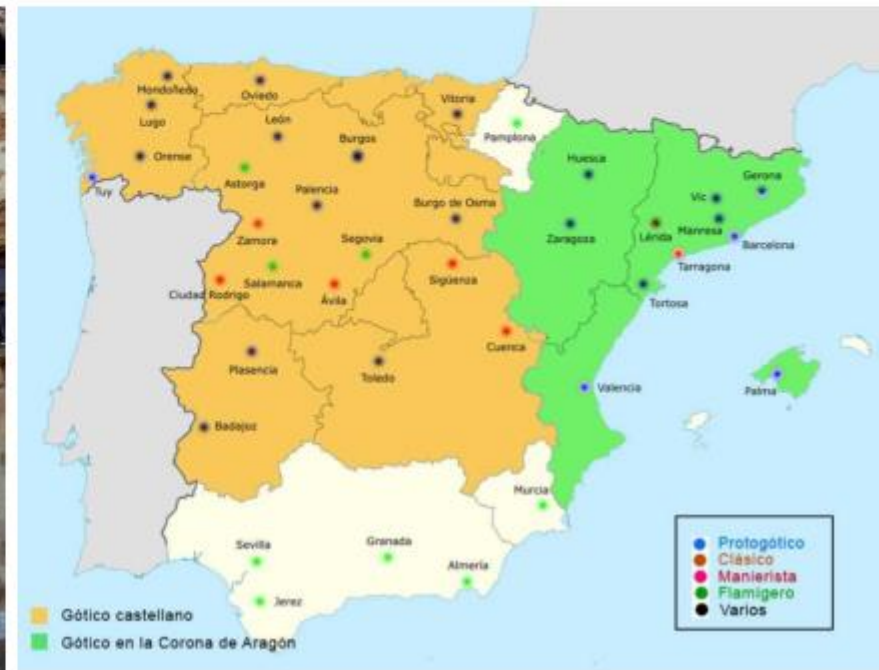 Mondoñedo
Oviedo
Vitoria
Lugo
León
Burgos
Pamplona
Orense
Huesca
Gerona
Tuy
Astorga
Palencia
Vic
Burgo de Osma
Zamora
Segovia
Zaragoza
Lérida
Manresa
Barcelona
Ciudad Rodrigo
Salamanca
Ávila
Sigüenza
Tarragona
Tortosa
Cuenca
Plasencia
Toledo
Valencia
Palma
Badajoz
Murcia
Sevilla
Granada
Almería
Jerez
Protogótico
Clásico
Manierista
Flamígero
Varios
Gótico castellano
Gótico en la Corona de Aragón